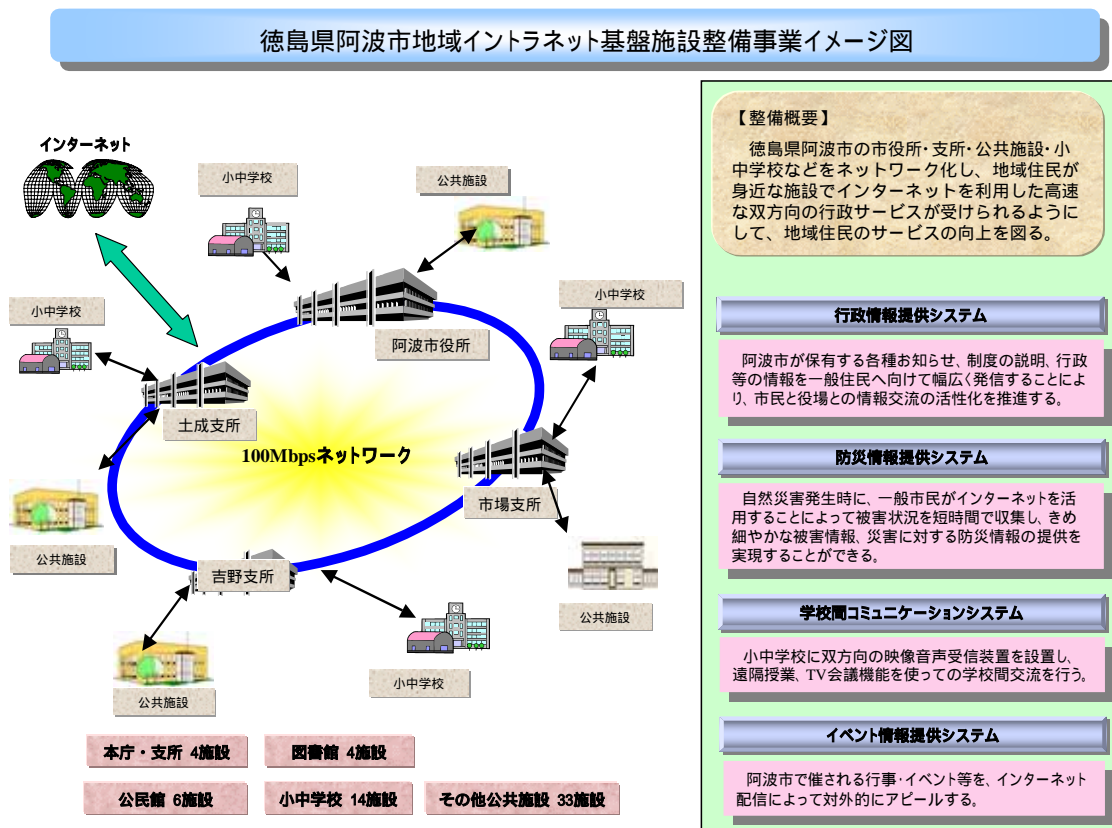 徳島県阿波市地域イントラネット基盤施設整備事業イメージ図
インターネット
小中学校
公共施設
小中学校
小中学校
阿波市役所
土成支所
100Mbpsネットワーク
市場支所
公共施設
吉野支所
公共施設
小中学校
公共施設
本庁・支所 4施設
図書館 4施設
公民館 6施設
小中学校 14施設
その他公共施設 33施設
【整備概要】
徳島県阿波市の市役所・支所・公共施設・小
中学校などをネットワーク化し、地域住民が
身近な施設でインターネットを利用した高速
な双方向の行政サービスが受けられるように
して、地域住民のサービスの向上を図る。
行政情報提供システム
阿波市が保有する各種お知らせ、制度の説明、行政
等の情報を一般住民へ向けて幅広く発信することによ
り、市民と役場との情報交流の活性化を推進する。
防災情報提供システム
自然災害発生時に、一般市民がインターネットを活
用することによって被害状況を短時間で収集し、きめ
細やかな被害情報、災害に対する防災情報の提供を
実現することができる。
学校間コミュニケーションシステム
小中学校に双方向の映像音声受信装置を設置し、
遠隔授業、TV会議機能を使っての学校間交流を行う。
イベント情報提供システム
阿波市で催される行事・イベント等を、インターネット
配信によって対外的にアピールする。